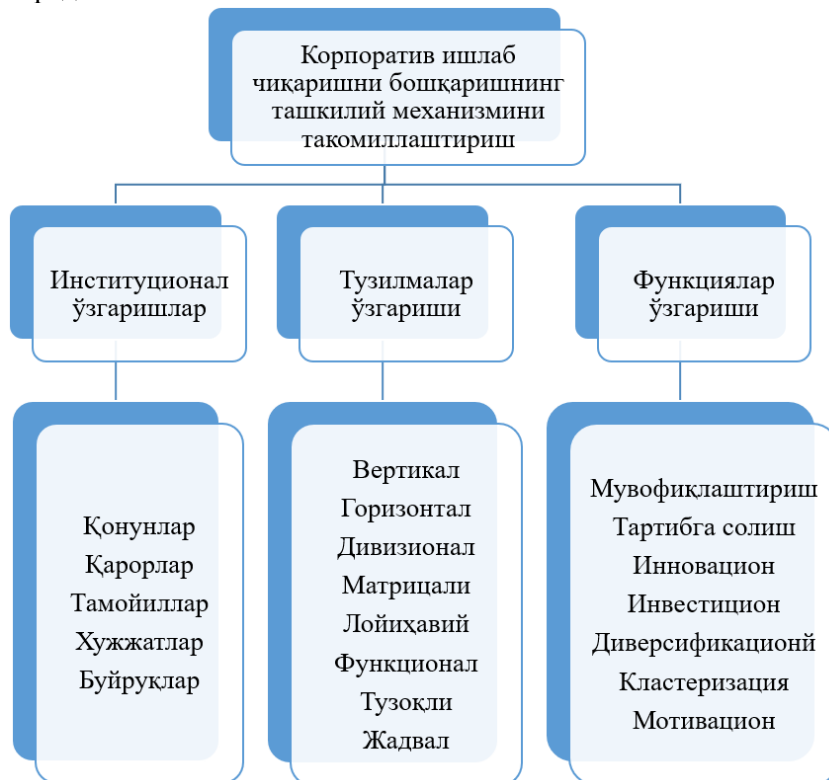 Корпоратив ишлаб
чиқаришни бошқаришнинг
ташкилий механизмини
такомиллаштириш
Институционал
ўзгаришлар
Тузилмалар
ўзгариши
Функциялар
ўзгариши
Қонунлар
Қарорлар
Тамойиллар
Хужжатлар
Буйруқлар
Вертикал
Горизонтал
Дивизионал
Матрицали
Лойиҳавий
Функционал
Тузоқли
Жадвал
Мувофиқлаштириш
Тартибга солиш
Инновацион
Инвестицион
Диверсификационй
Кластеризация
Мотивацион